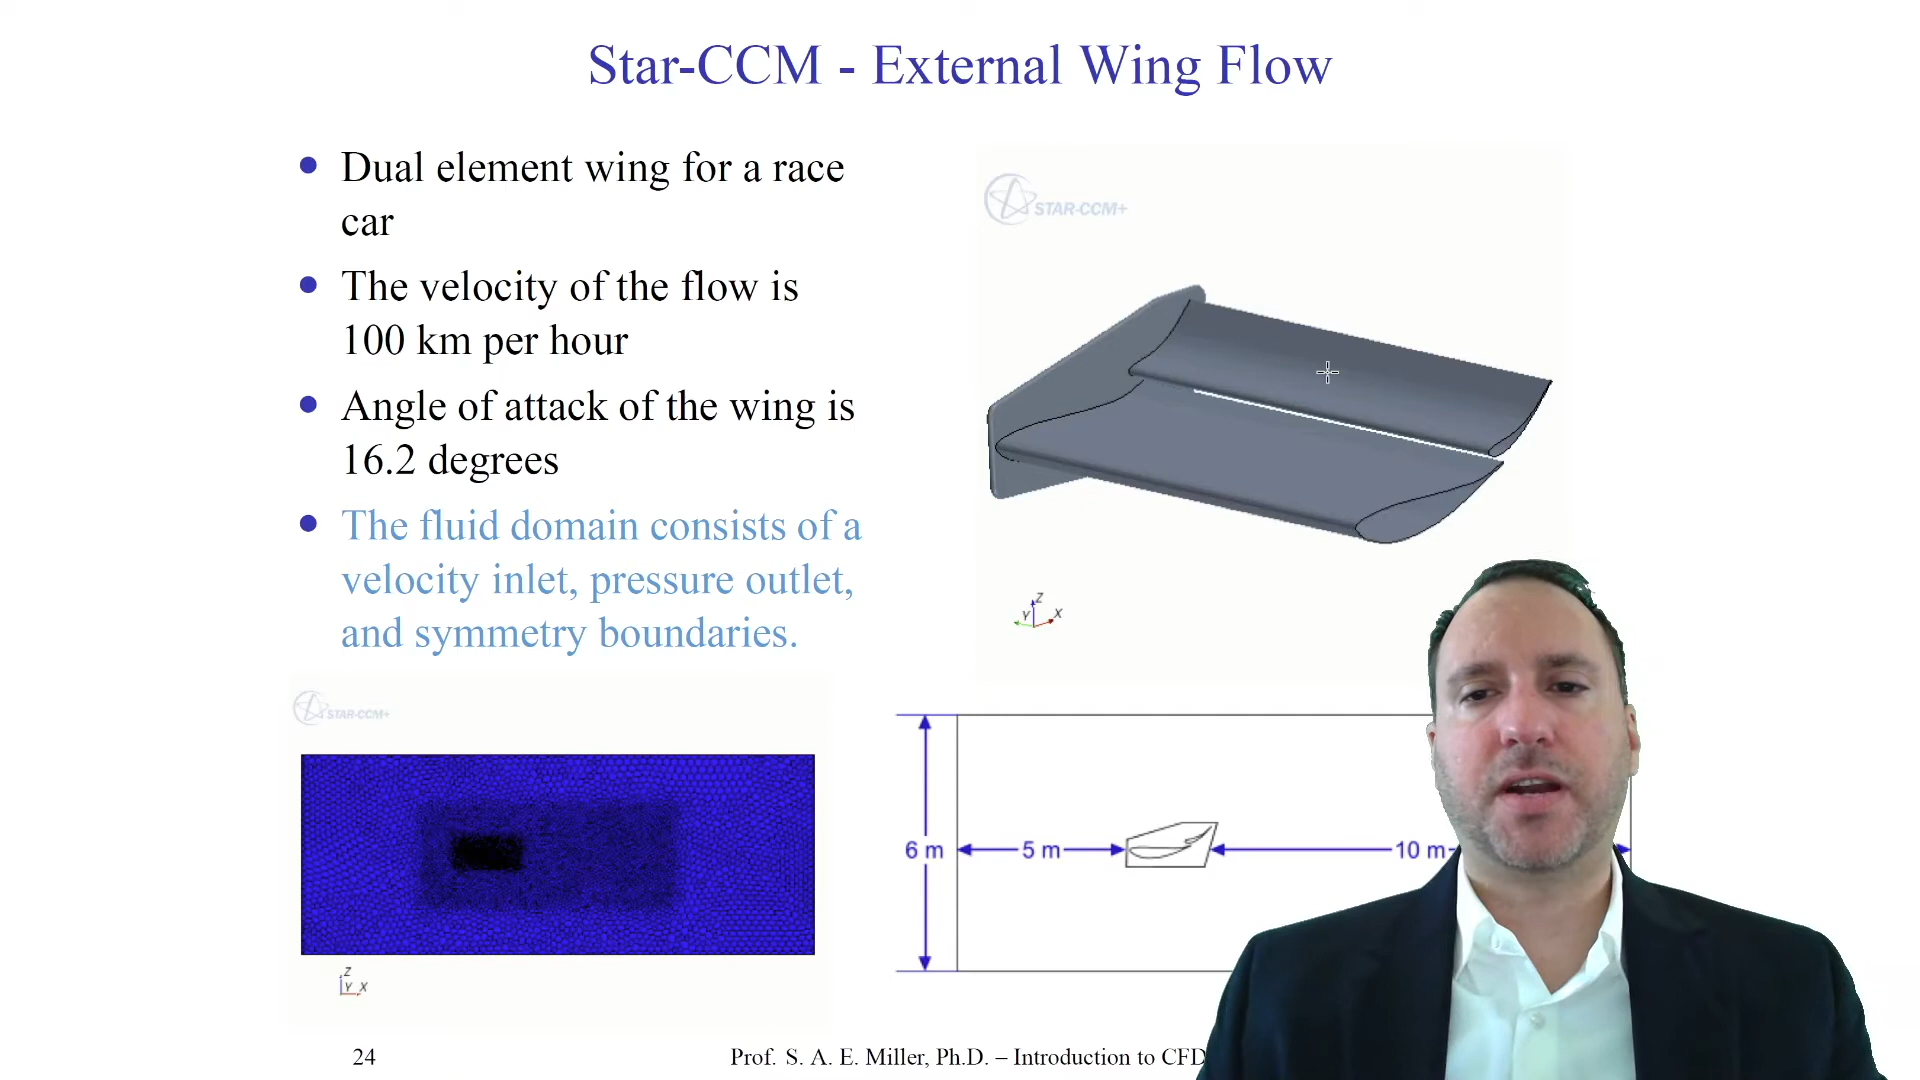 Star-CCM - External Wing Flow
Dual element wing for a race
car
The velocity of the flow is
100 km per hour
Angle of attack of the wing is
16.2 degrees
The fluid domain consists of a
velocity inlet, pressure outlet,
and symmetry boundaries.
STAR-CCM+
Z
Y X
STAR-CCM+
Z
Y X
6 m
5 m
10 m
24
Prof. S. A. E. Miller, Ph.D. – Introduction to CFD